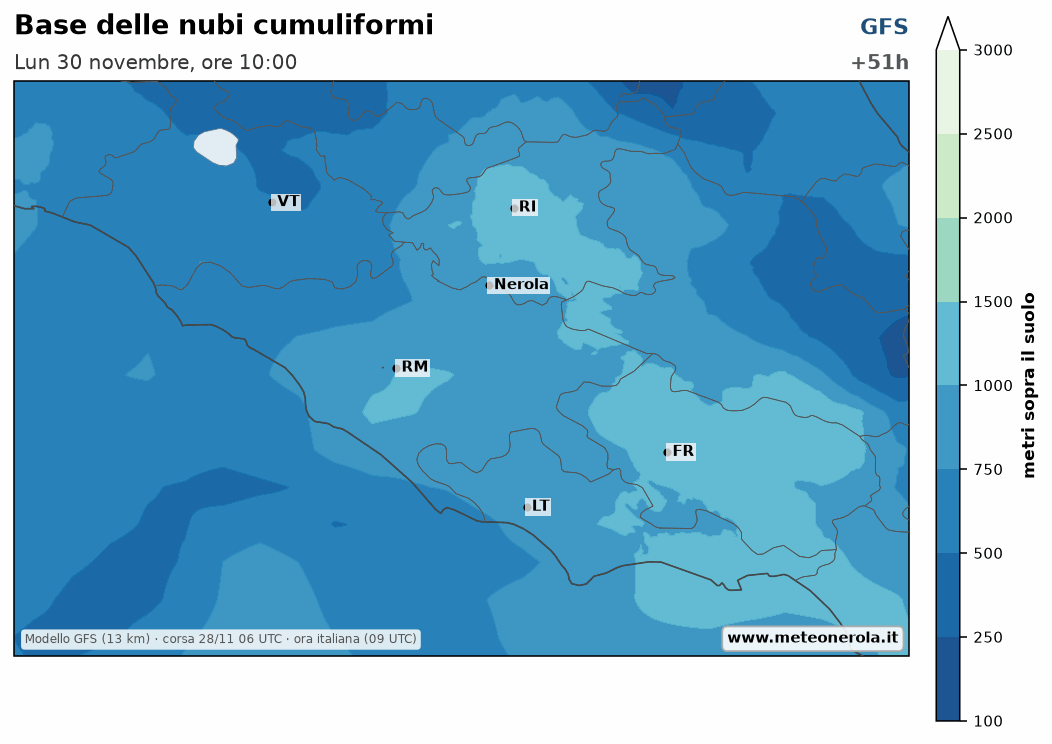 Base delle nubi cumuliformi
GFS
Lun 30 novembre, ore 10:00
+51h
VT
RI
Nerola
RM
FR
LT
Modello GFS (13 km) · corsa 28/11 06 UTC · ora italiana (09 UTC)
www.meteonerola.it
3000
2500
2000
1500
1000
750
500
250
100
metri sopra il suolo